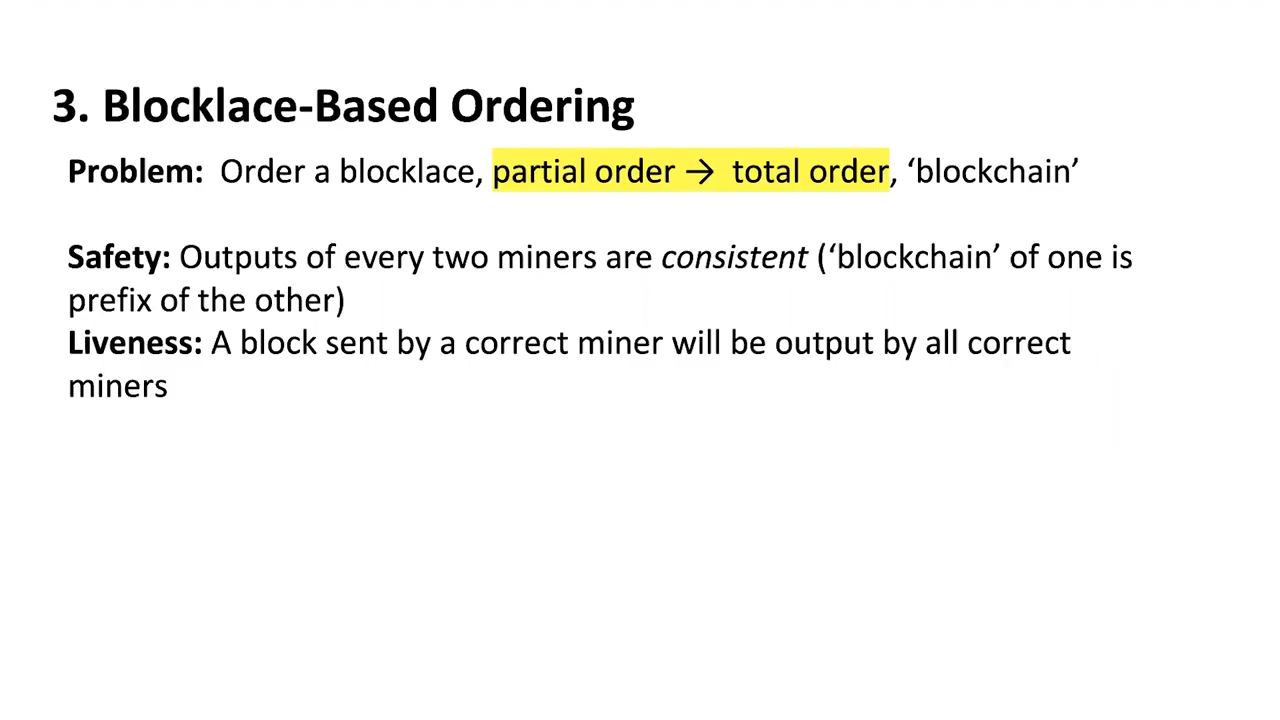 3. Blocklace-Based Ordering
Problem: Order a blocklace, partial order → total order, ‘blockchain’
Safety: Outputs of every two miners are consistent (‘blockchain’ of one is
prefix of the other)
Liveness: A block sent by a correct miner will be output by all correct
miners